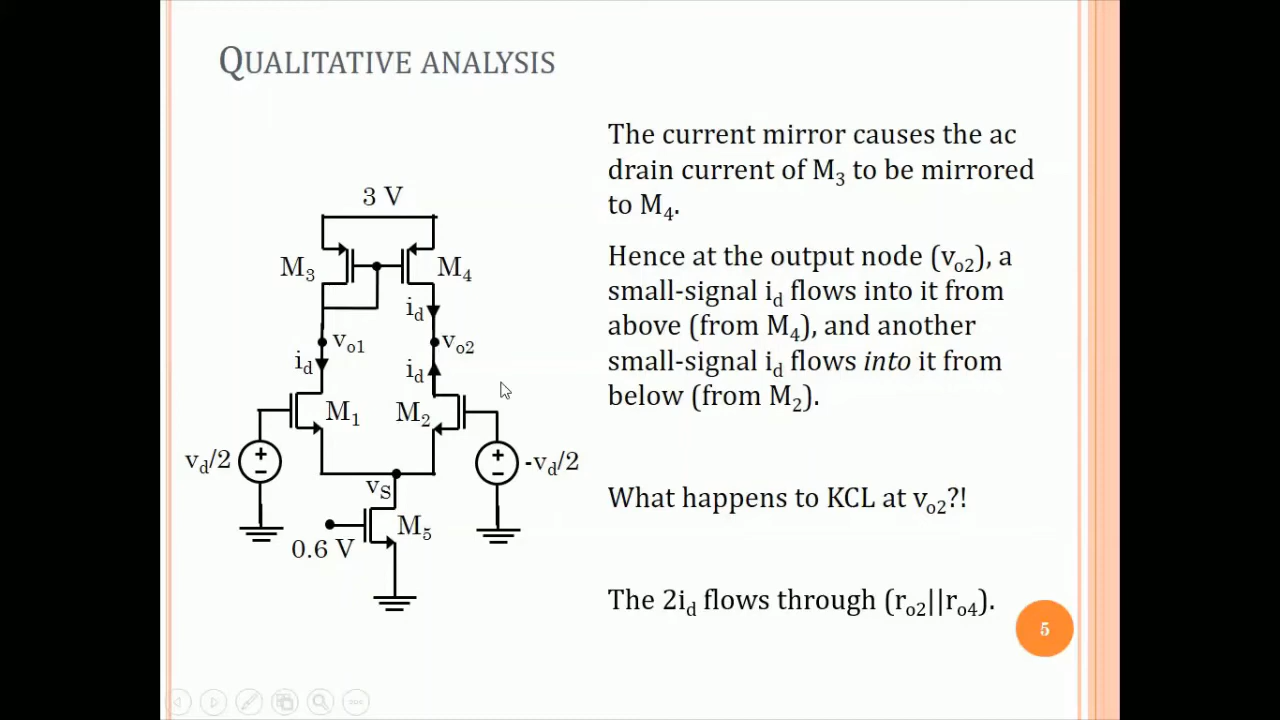 QUALITATIVE ANALYSIS
The current mirror causes the ac
drain current of M3 to be mirrored
to M4.
Hence at the output node (vo2), a
small-signal id flows into it from
above (from M4), and another
small-signal id flows into it from
below (from M2).
What happens to KCL at vo2?!
The 2id flows through (ro2||ro4).
3 V
M3
M4
id
vo1
vo2
id
id
M1
M2
vd/2
+
−
+
−
-vd/2
vS
M5
0.6 V
5